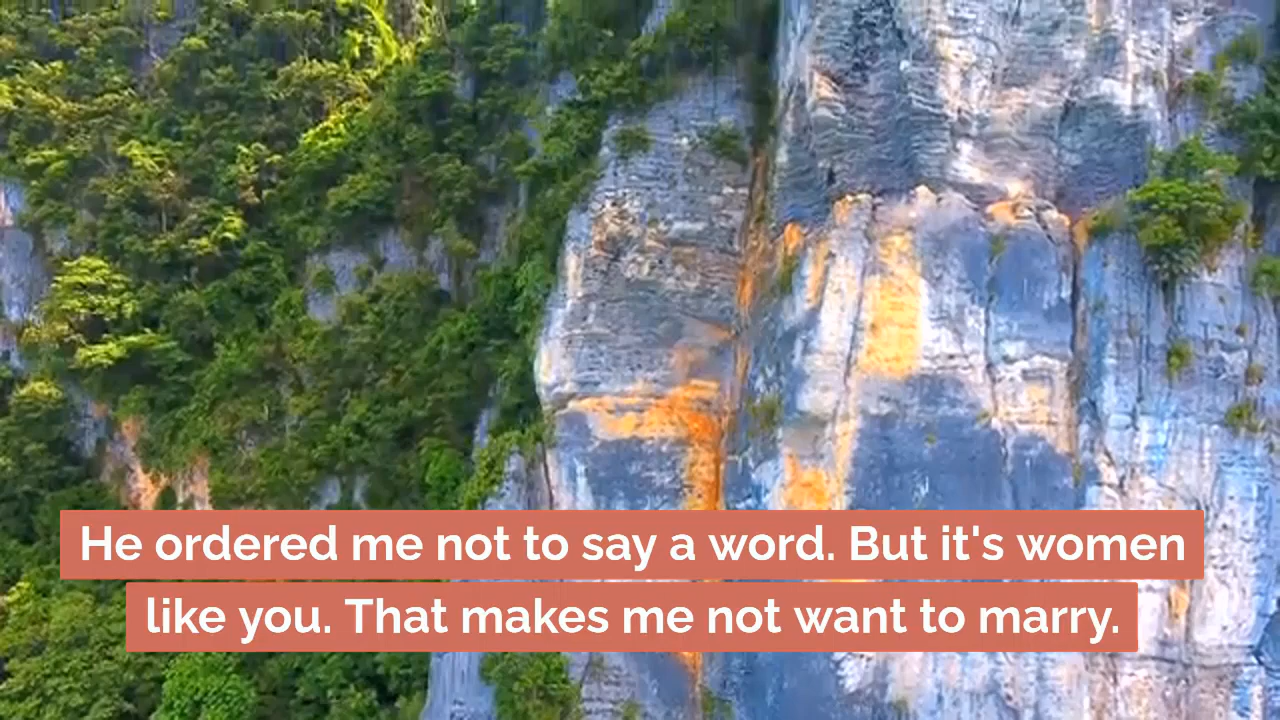 He ordered me not to say a word. But it's women
like you. That makes me not want to marry.